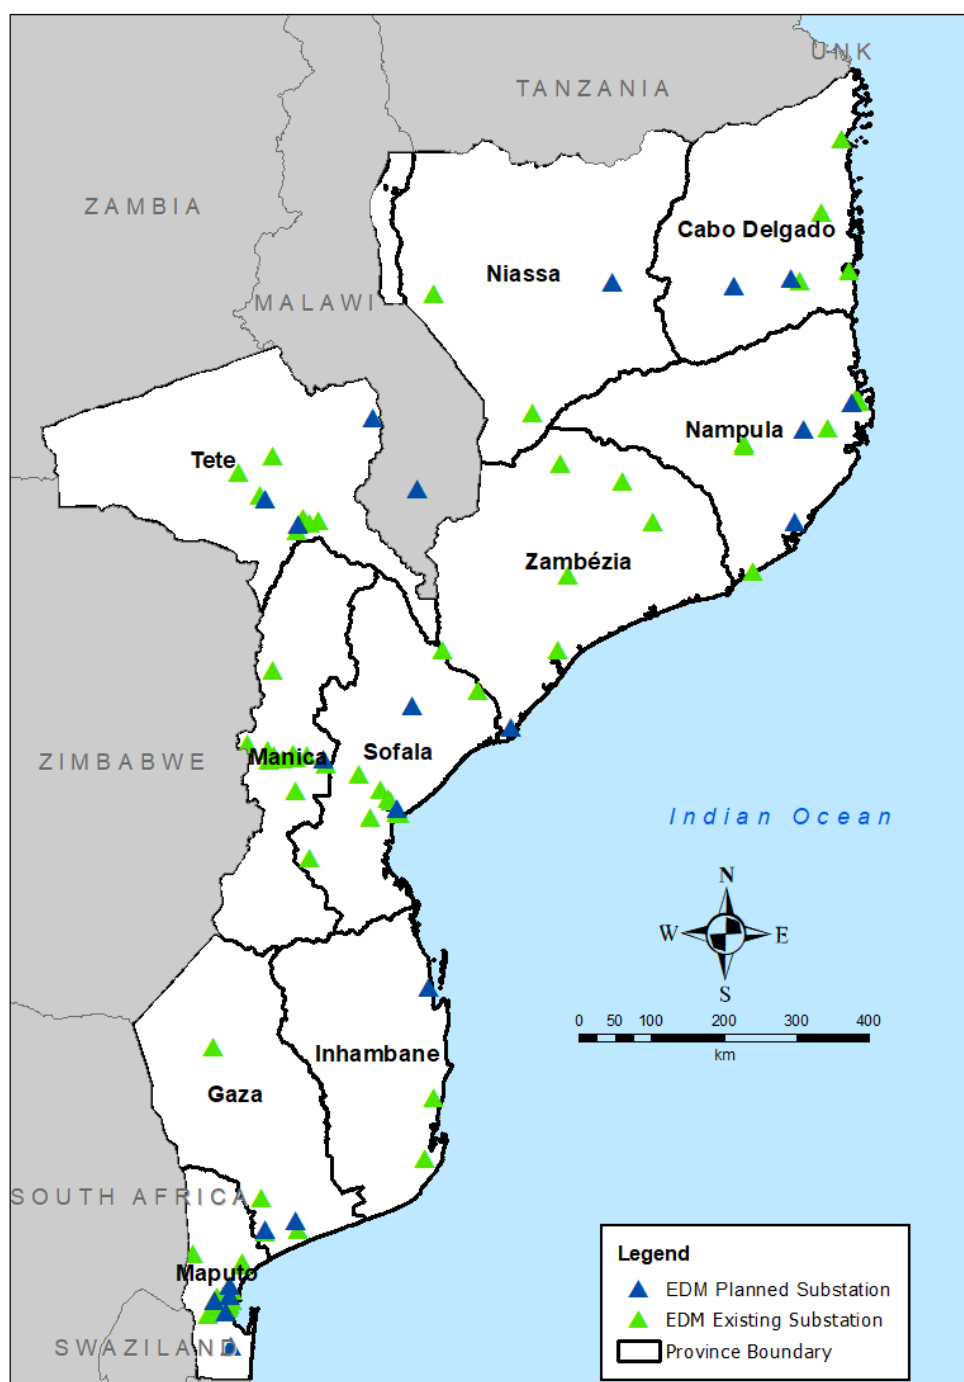 UNK
TANZANIA
ZAMBIA
Cabo Delgado
Niassa
MALAWI
Nampula
Tete
Zambézia
ZIMBABWE
Manica
Sofala
Indian Ocean
N
W E
S
0 50 100 200 300 400
km
Inhambane
Gaza
SOUTH AFRICA
Maputo
SWAZILAND
Legend
EDM Planned Substation
EDM Existing Substation
Province Boundary